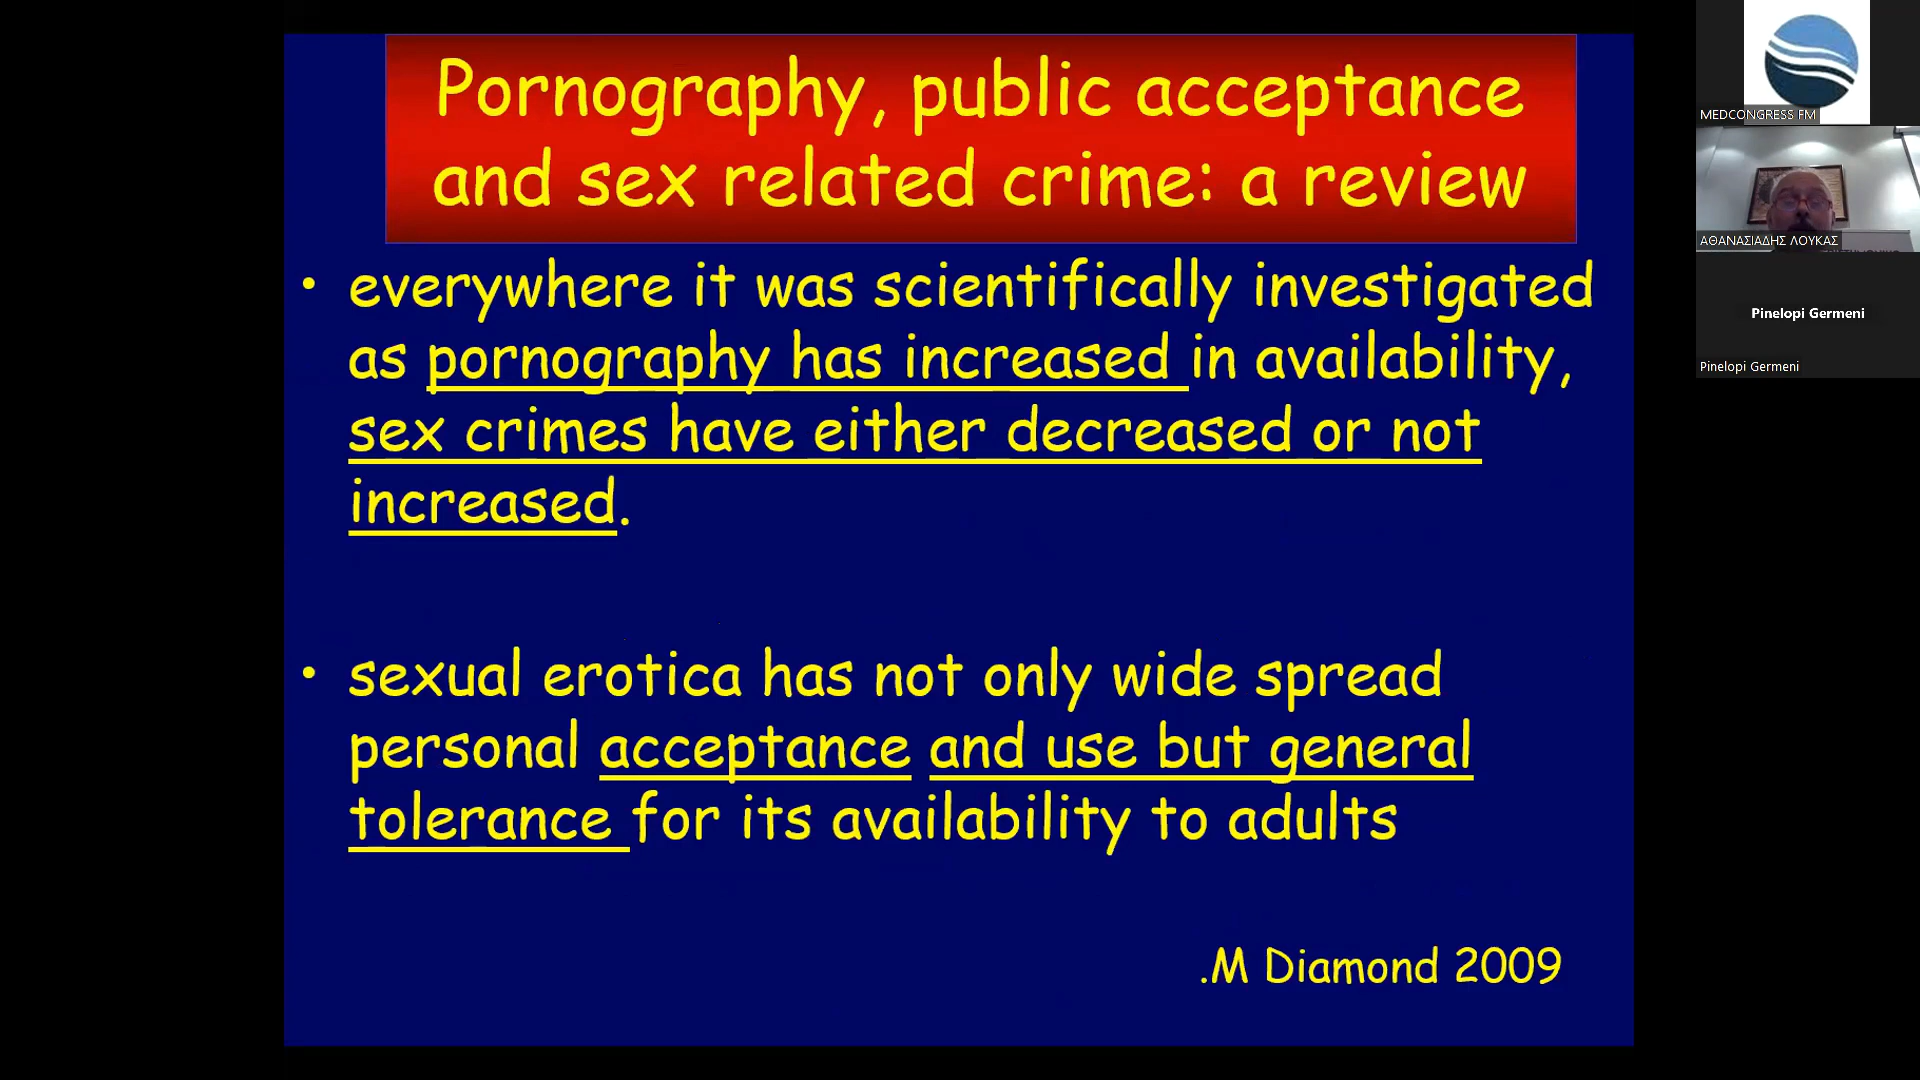 Pornography, public acceptance
and sex related crime: a review
• everywhere it was scientifically investigated
as pornography has increased in availability,
sex crimes have either decreased or not
increased.
• sexual erotica has not only wide spread
personal acceptance and use but general
tolerance for its availability to adults
.M Diamond 2009
MEDCONGRESS FM
ΑΘΑΝΑΣΙΑΔΗΣ ΛΟΥΚΑΣ
Pinelopi Germeni
Pinelopi Germeni